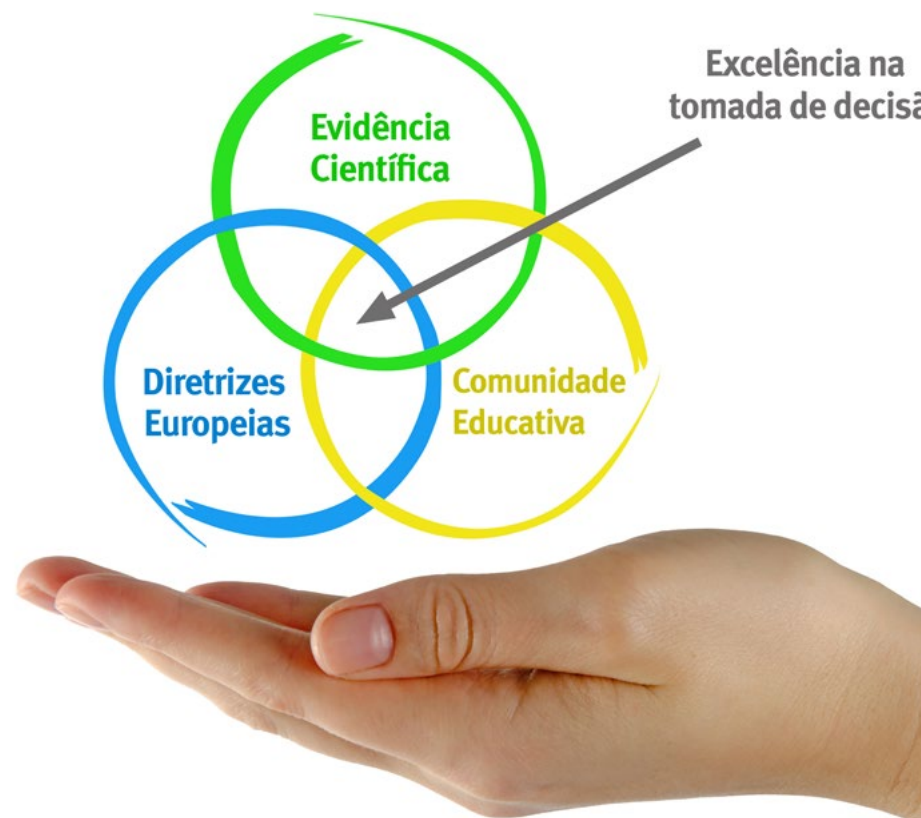 Excelência na
tomada de decisã
Evidência
Científica
Diretrizes
Europeias
Comunidade
Educativa